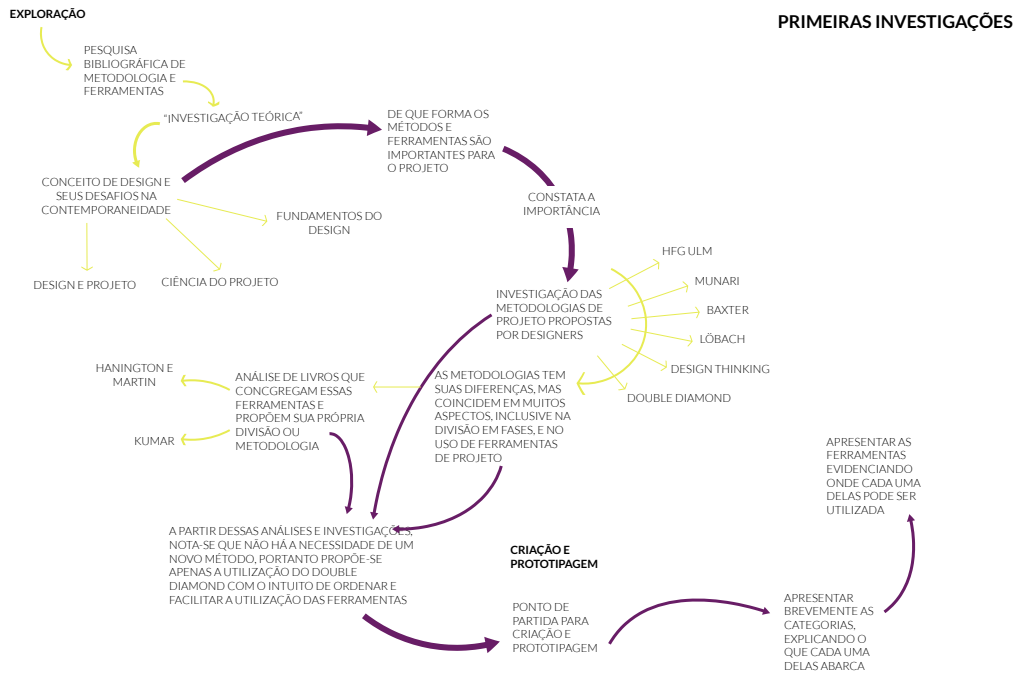 EXPLORAÇÃO
PRIMEIRAS INVESTIGAÇÕES
PESQUISA
BIBLIOGRÁFICA DE
METODOLOGIA E
FERRAMENTAS
"INVESTIGAÇÃO TEÓRICA"
DE QUE FORMA OS
MÉTODOS E
FERRAMENTAS SÃO
IMPORTANTES PARA
O PROJETO
CONCEITO DE DESIGN E
SEUS DESAFIOS NA
CONTEMPORANEIDADE
CONSTATA A
IMPORTÂNCIA
FUNDAMENTOS DO
DESIGN
DESIGN E PROJETO
CIÊNCIA DO PROJETO
INVESTIGAÇÃO DAS
METODOLOGIAS DE
PROJETO PROPOSTAS
POR DESIGNERS
HFG ULM
MUNARI
BAXTER
LÖBACH
DESIGN THINKING
DOUBLE DIAMOND
AS METODOLOGIAS TEM
SUAS DIFERENÇAS, MAS
COINCIDEM EM MUITOS
ASPECTOS, INCLUSIVE NA
DIVISÃO EM FASES, E NO
USO DE FERRAMENTAS
DE PROJETO
ANÁLISE DE LIVROS QUE
CONCGREGAM ESSAS
FERRAMENTAS E
PROPÕEM SUA PRÓPRIA
DIVISÃO OU
METODOLOGIA
HANINGTON E
MARTIN
KUMAR
A PARTIR DESSAS ANÁLISES E INVESTIGAÇÕES,
NOTA-SE QUE NÃO HÁ A NECESSIDADE DE UM
NOVO MÉTODO, PORTANTO PROPÕE-SE
APENAS A UTILIZAÇÃO DO DOUBLE
DIAMOND COM O INTUITO DE ORDENAR E
FACILITAR A UTILIZAÇÃO DAS FERRAMENTAS
CRIAÇÃO E
PROTOTIPAGEM
PONTO DE
PARTIDA PARA
CRIAÇÃO E
PROTOTIPAGEM
APRESENTAR
BREVEMENTE AS
CATEGORIAS,
EXPLICANDO O
QUE CADA UMA
DELAS ABARCA
APRESENTAR AS
FERRAMENTAS
EVIDENCIANDO
ONDE CADA UMA
DELAS PODE SER
UTILIZADA